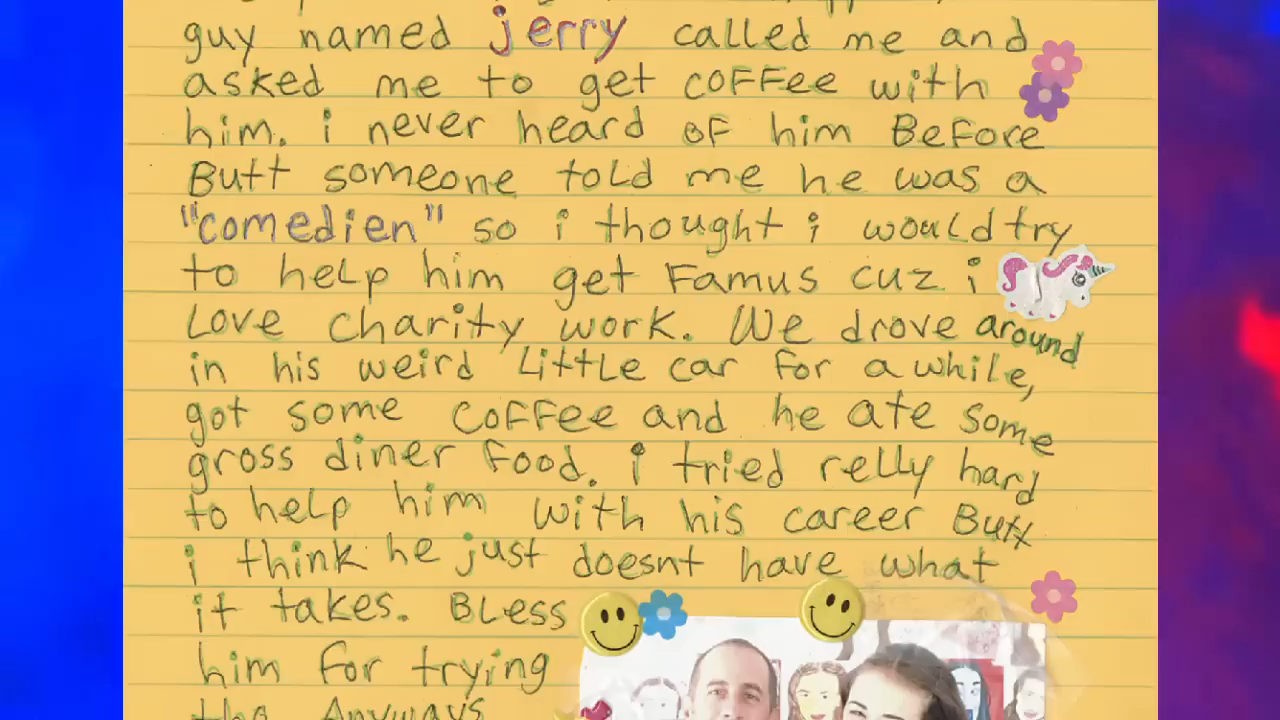 guy named jerry called me and
asked me to get coFFee with
him. i never heard oF him BeFore
Butt someone told me he was a
"comedien" so i thought i would try
to help him get Famus cuz i
Love charity work. We drove around
in his weird LittLe car For a while,
got some coFFee and he ate some
gross diner Food. i tried relly hard
to help him with his career Butt
i think he just doesnt have what
it takes. BLess
him For trying
tho Anyways